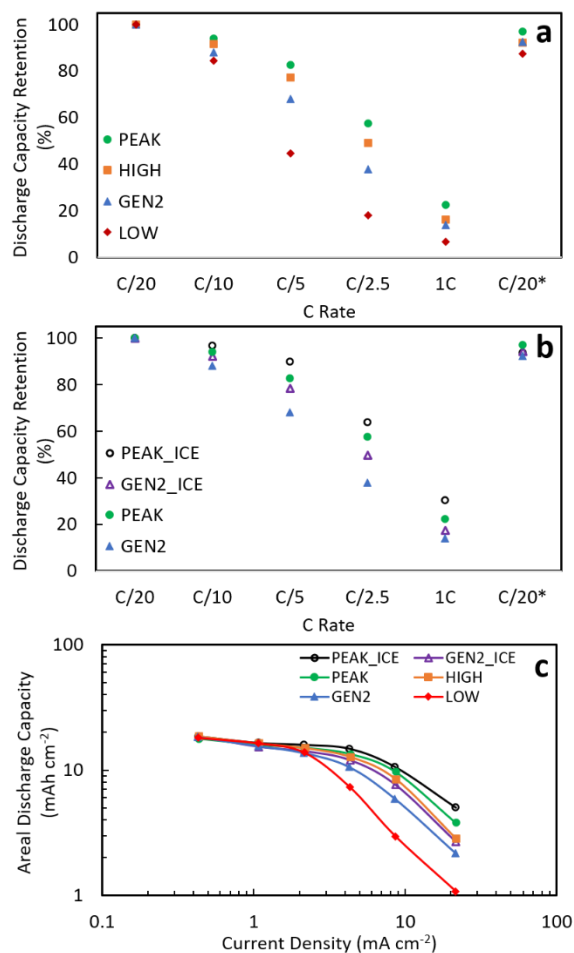 a
100
80
60
40
20
0
Discharge Capacity Retention
(%)
PEAK
HIGH
GEN2
LOW
C/20 C/10 C/5 C/2.5 1C C/20*
C Rate
b
100
80
60
40
20
0
Discharge Capacity Retention
(%)
PEAK_ICE
GEN2_ICE
PEAK
GEN2
C/20 C/10 C/5 C/2.5 1C C/20*
C Rate
c
100
10
1
Areal Discharge Capacity
(mAh cm⁻²)
PEAK_ICE GEN2_ICE
PEAK HIGH
GEN2 LOW
0.1 1 10 100
Current Density (mA cm⁻²)